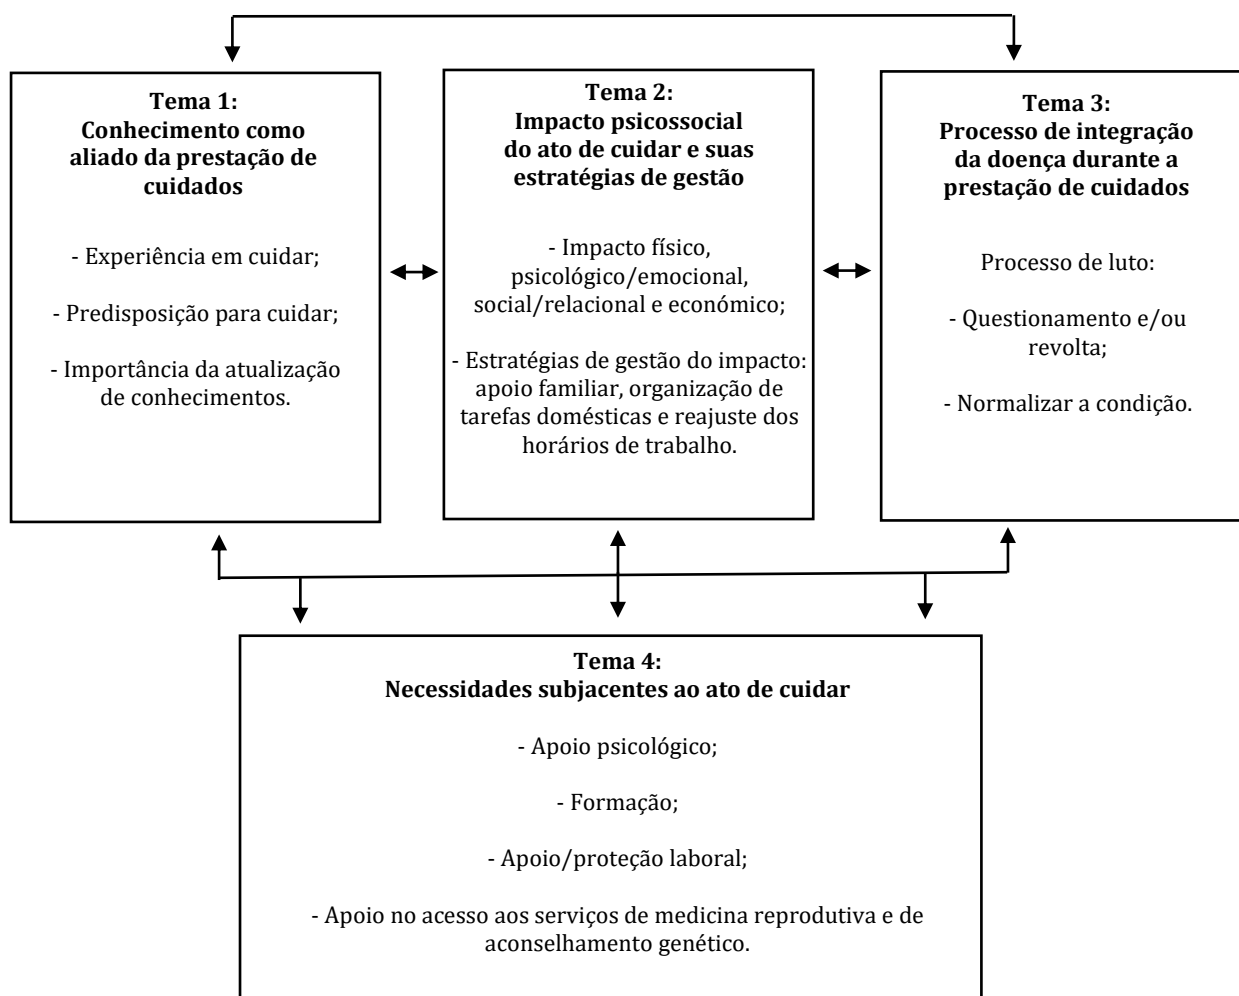 Tema 1:
Conhecimento como
aliado da prestação de
cuidados
- Experiência em cuidar;
- Predisposição para cuidar;
- Importância da atualização
de conhecimentos.
Tema 2:
Impacto psicossocial
do ato de cuidar e suas
estratégias de gestão
- Impacto físico,
psicológico/emocional,
social/relacional e económico;
- Estratégias de gestão do impacto:
apoio familiar, organização de
tarefas domésticas e reajuste dos
horários de trabalho.
Tema 3:
Processo de integração
da doença durante a
prestação de cuidados
Processo de luto:
- Questionamento e/ou
revolta;
- Normalizar a condição.
Tema 4:
Necessidades subjacentes ao ato de cuidar
- Apoio psicológico;
- Formação;
- Apoio/proteção laboral;
- Apoio no acesso aos serviços de medicina reprodutiva e de
aconselhamento genético.